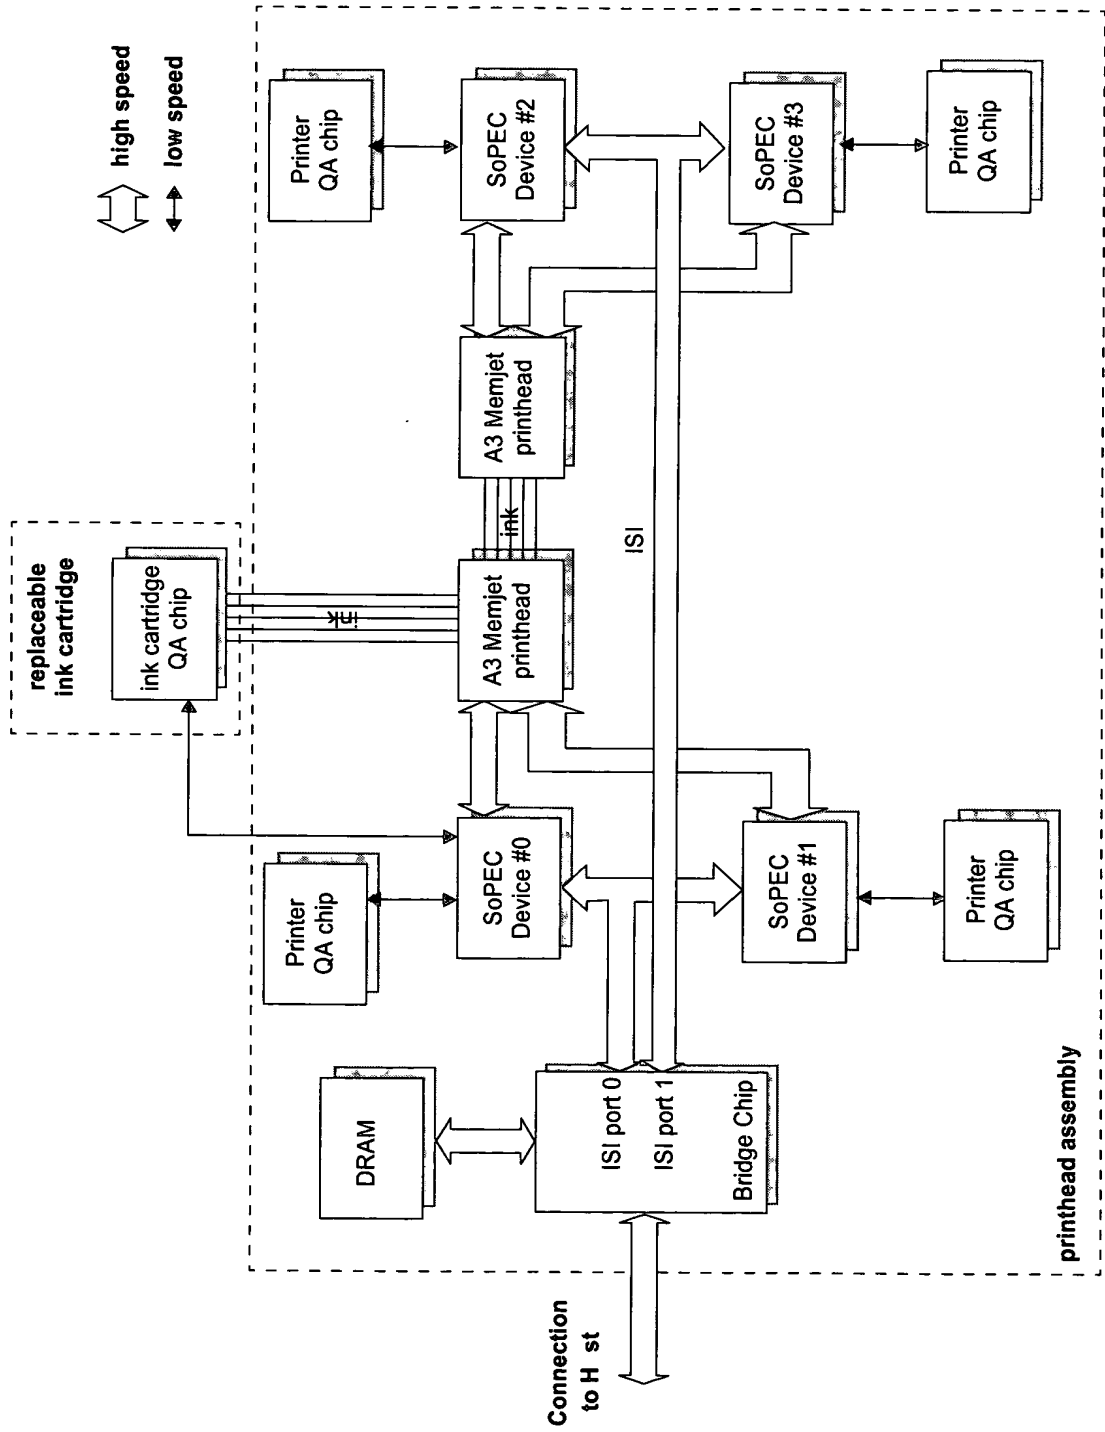 high speed
low speed
replaceable
ink cartridge
ink cartridge
QA chip
ink
Printer
QA chip
Printer
QA chip
DRAM
SoPEC
Device #0
A3 Memjet
printhead
ink
A3 Memjet
printhead
SoPEC
Device #2
Connection
to H st
ISI port 0
ISI port 1
Bridge Chip
ISI
SoPEC
Device #1
SoPEC
Device #3
Printer
QA chip
Printer
QA chip
printhead assembly